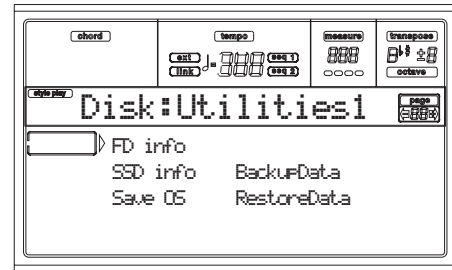 chord tempo measure transpose
ext seq 1
link seq 2
octave
style play Disk:Utilities1 page
FD info
SSD info BackupData
Save OS RestoreData